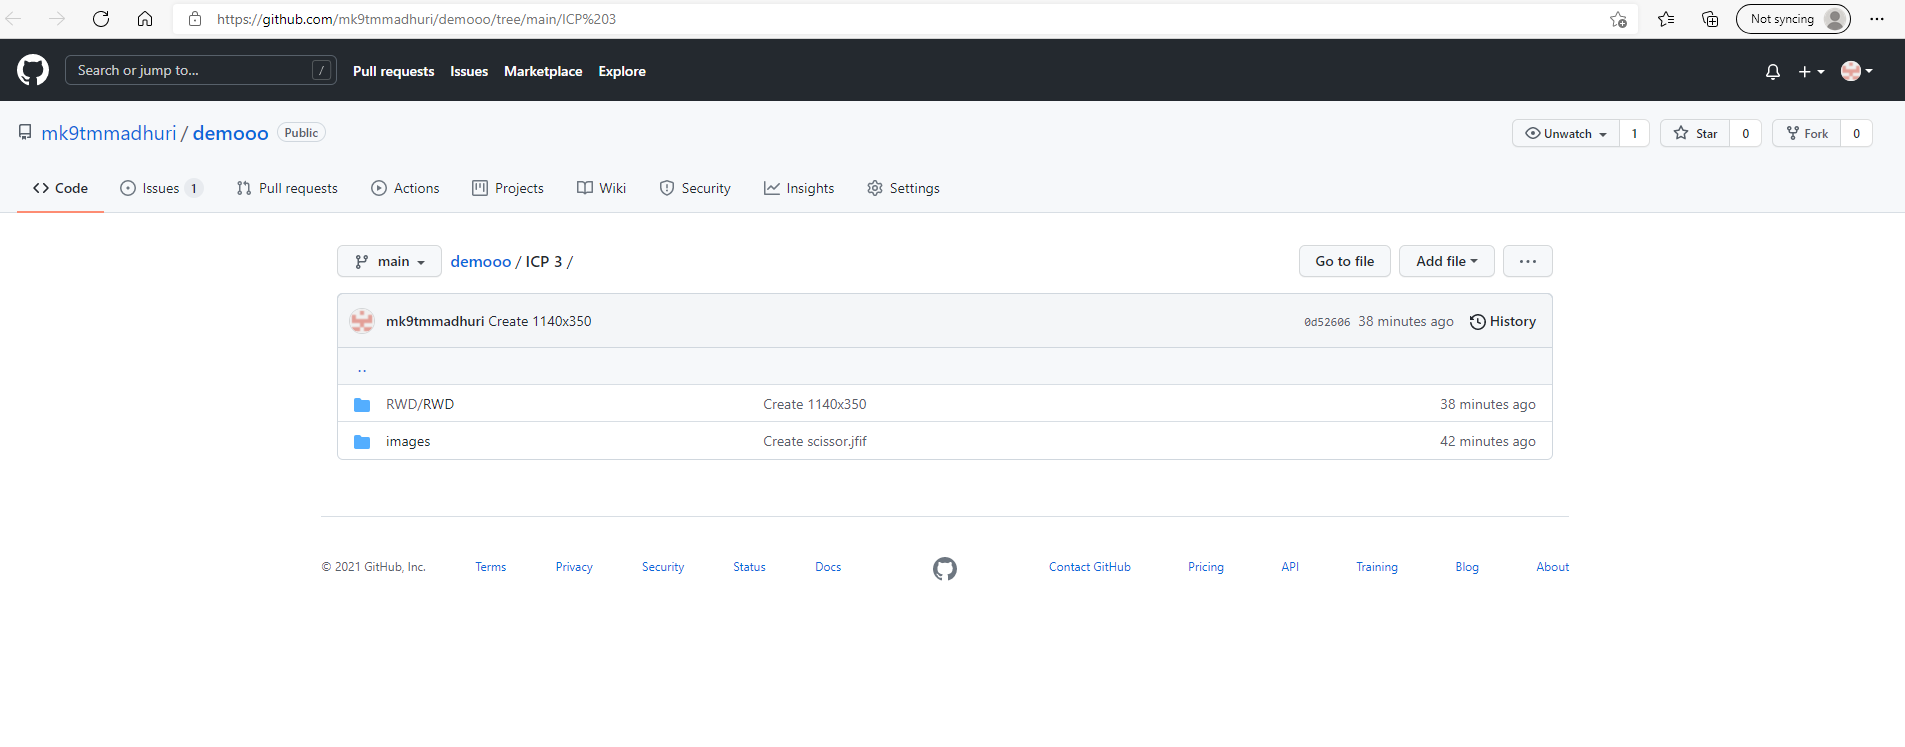 https://github.com/mk9tmmadhuri/demooo/tree/main/ICP%203
Not syncing
Search or jump to...
/
Pull requests
Issues
Marketplace
Explore
mk9tmmadhuri / demooo
Public
Unwatch
1
Star
0
Fork
0
Code
Issues 1
Pull requests
Actions
Projects
Wiki
Security
Insights
Settings
main
demooo / ICP 3 /
Go to file
Add file
...
mk9tmmadhuri Create 1140x350
0d52606 38 minutes ago
History
..
RWD/RWD
Create 1140x350
38 minutes ago
images
Create scissor.jfif
42 minutes ago
© 2021 GitHub, Inc.
Terms
Privacy
Security
Status
Docs
Contact GitHub
Pricing
API
Training
Blog
About